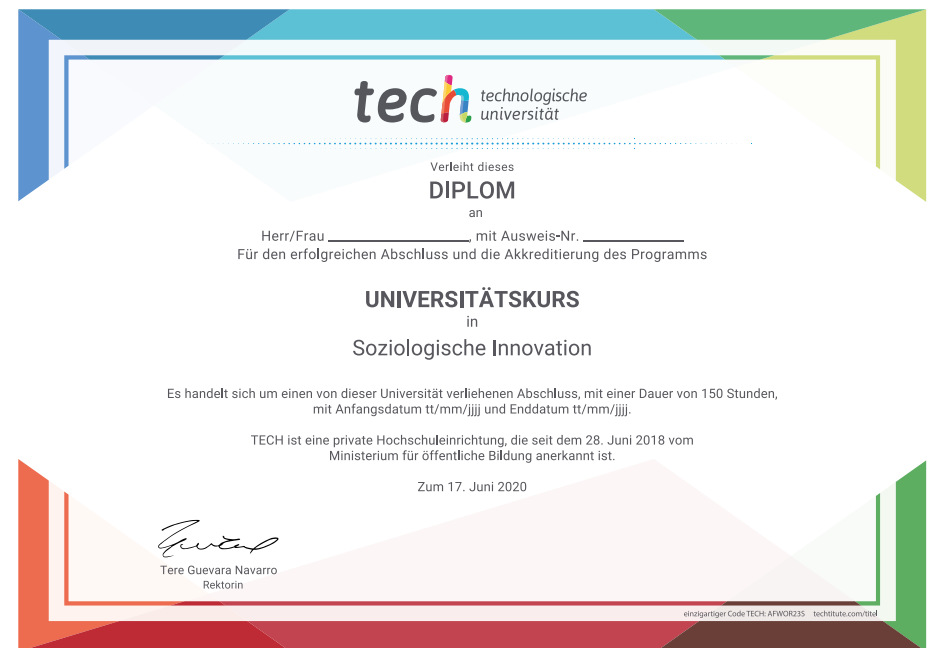 tech technologische
universität
Verleiht dieses
DIPLOM
an
Herr/Frau ____________________, mit Ausweis-Nr. ______________
Für den erfolgreichen Abschluss und die Akkreditierung des Programms
UNIVERSITÄTSKURS
in
Soziologische Innovation
Es handelt sich um einen von dieser Universität verliehenen Abschluss, mit einer Dauer von 150 Stunden,
mit Anfangsdatum tt/mm/jjjj und Enddatum tt/mm/jjjj.
TECH ist eine private Hochschuleinrichtung, die seit dem 28. Juni 2018 vom
Ministerium für öffentliche Bildung anerkannt ist.
Zum 17. Juni 2020
Tere Guevara Navarro
Rektorin
einzigartiger Code TECH: AFWOR23S techtitute.com/titel